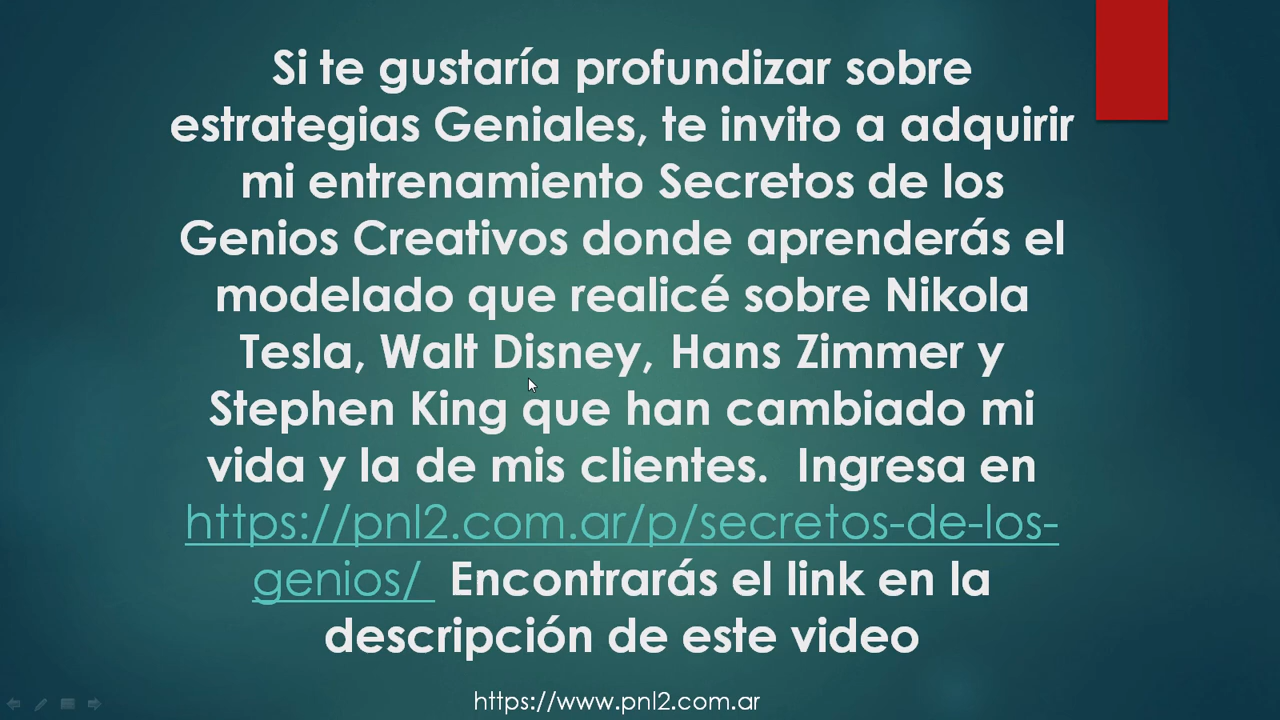 Si te gustaría profundizar sobre
estrategias Geniales, te invito a adquirir
mi entrenamiento Secretos de los
Genios Creativos donde aprenderás el
modelado que realicé sobre Nikola
Tesla, Walt Disney, Hans Zimmer y
Stephen King que han cambiado mi
vida y la de mis clientes.  Ingresa en
https://pnl2.com.ar/p/secretos-de-los-
genios/  Encontrarás el link en la
descripción de este video
https://www.pnl2.com.ar